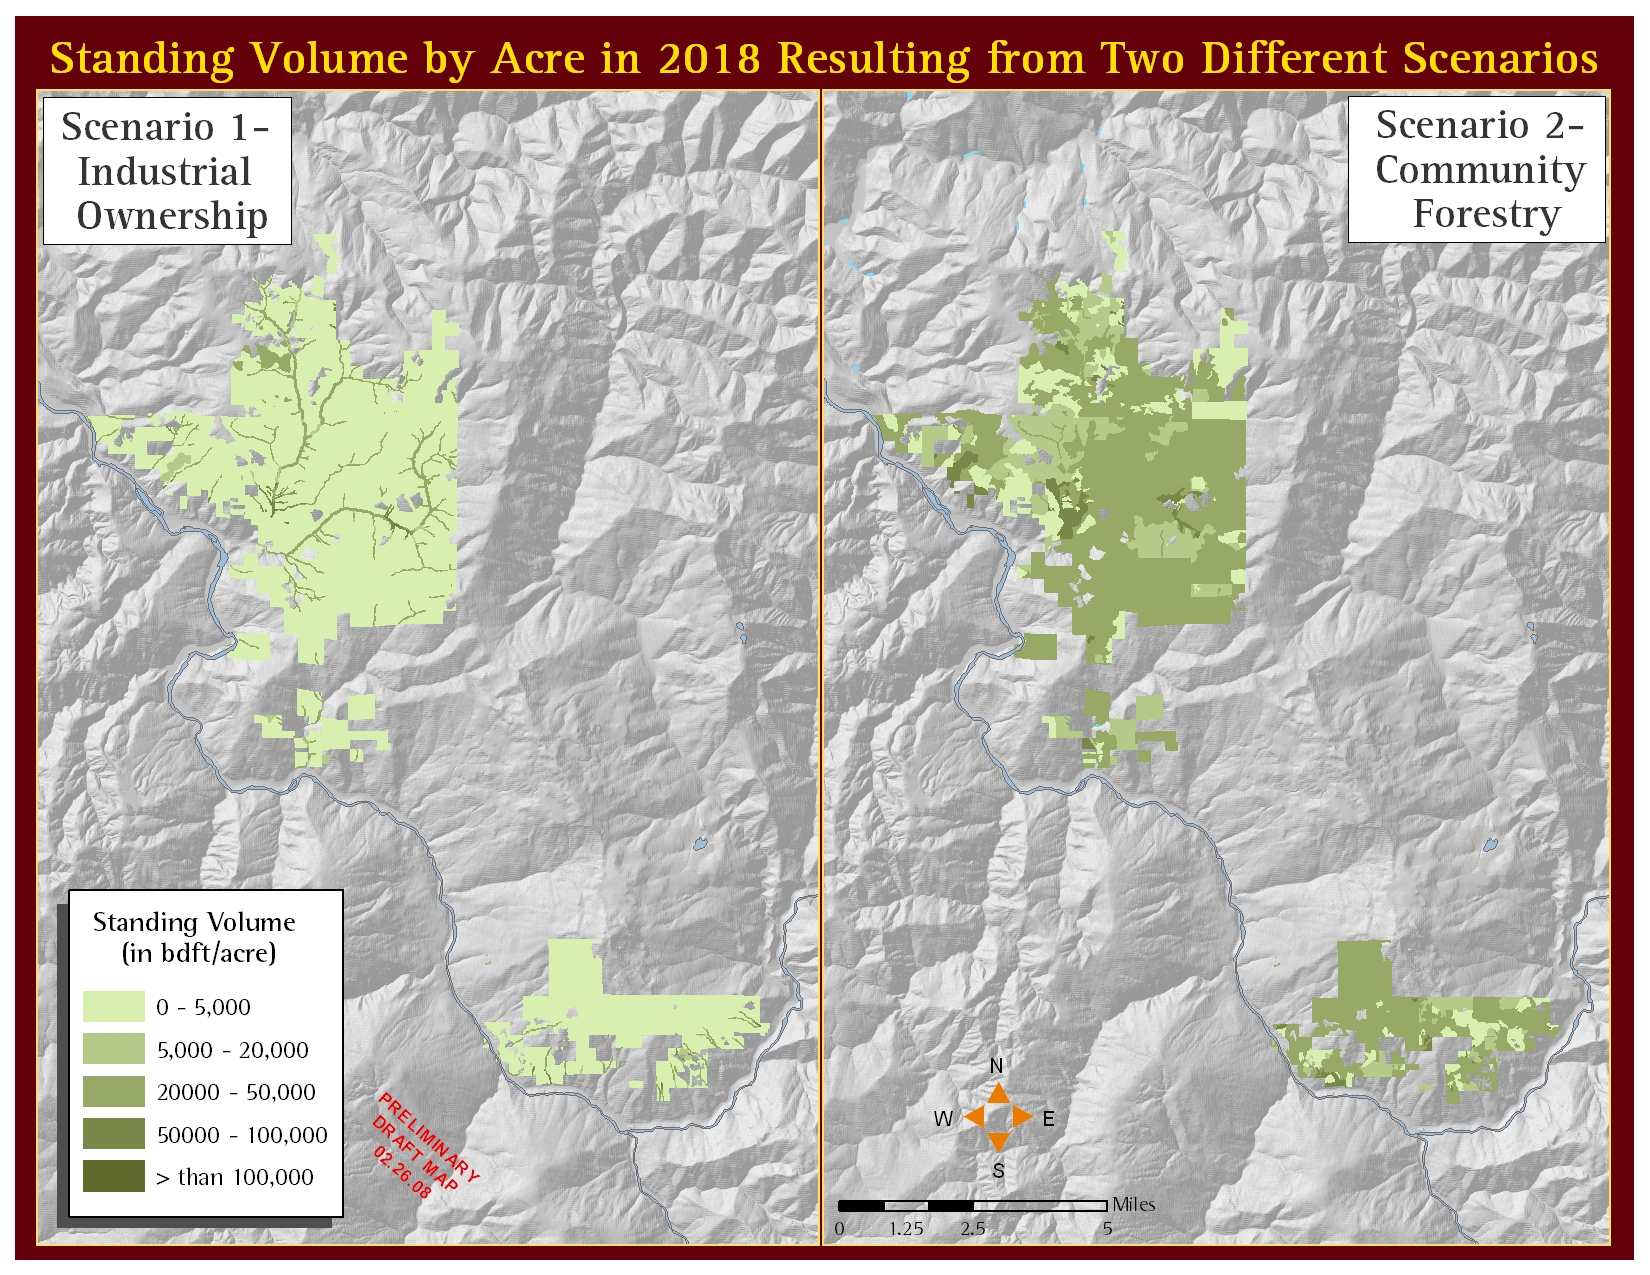 Standing Volume by Acre in 2018 Resulting from Two Different Scenarios
Scenario 1-
Industrial
Ownership
Scenario 2-
Community
Forestry
Standing Volume
(in bdft/acre)
0 - 5,000
5,000 - 20,000
20000 - 50,000
50000 - 100,000
> than 100,000
PRELIMINARY
DRAFT MAP
02.26.08
N
W
E
S
Miles
0 1.25 2.5 5